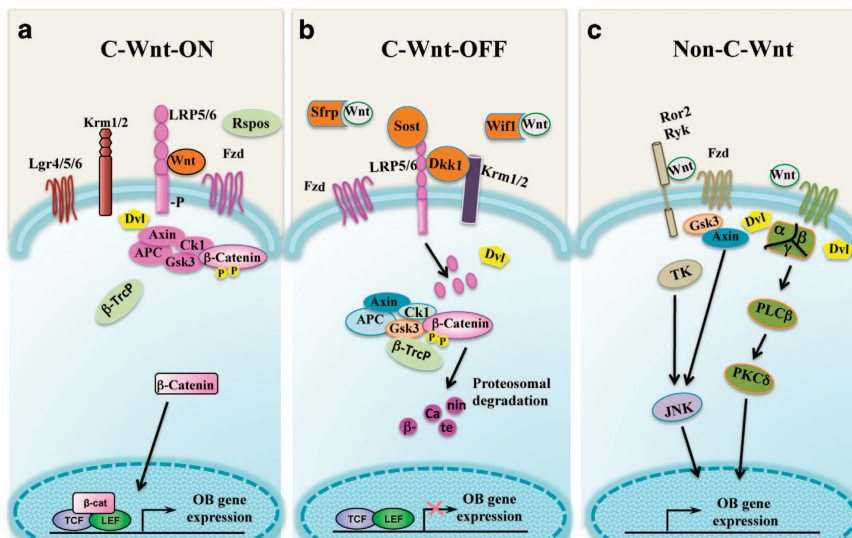 a
C-Wnt-ON
Krm1/2
LRP5/6
Rspos
Lgr4/5/6
Wnt
Fzd
-P
Dvl
Axin
Ck1
APC
Gsk3
β-Catenin
P P
β-TrcP
β-Catenin
β-cat
TCF LEF
OB gene
expression
b
C-Wnt-OFF
Sfrp Wnt
Sost
Wif1 Wnt
LRP5/6
Dkk1
Krm1/2
Fzd
Dvl
Axin
Ck1
APC
Gsk3
β-Catenin
P P
β-TrcP
Proteosomal
degradation
β-
Ca
te
nin
TCF LEF
OB gene
expression
c
Non-C-Wnt
Ror2
Ryk
Wnt
Fzd
Wnt
Gsk3
Axin
Dvl
α β
γ
Dvl
TK
PLCβ
PKCδ
JNK
OB gene
expression